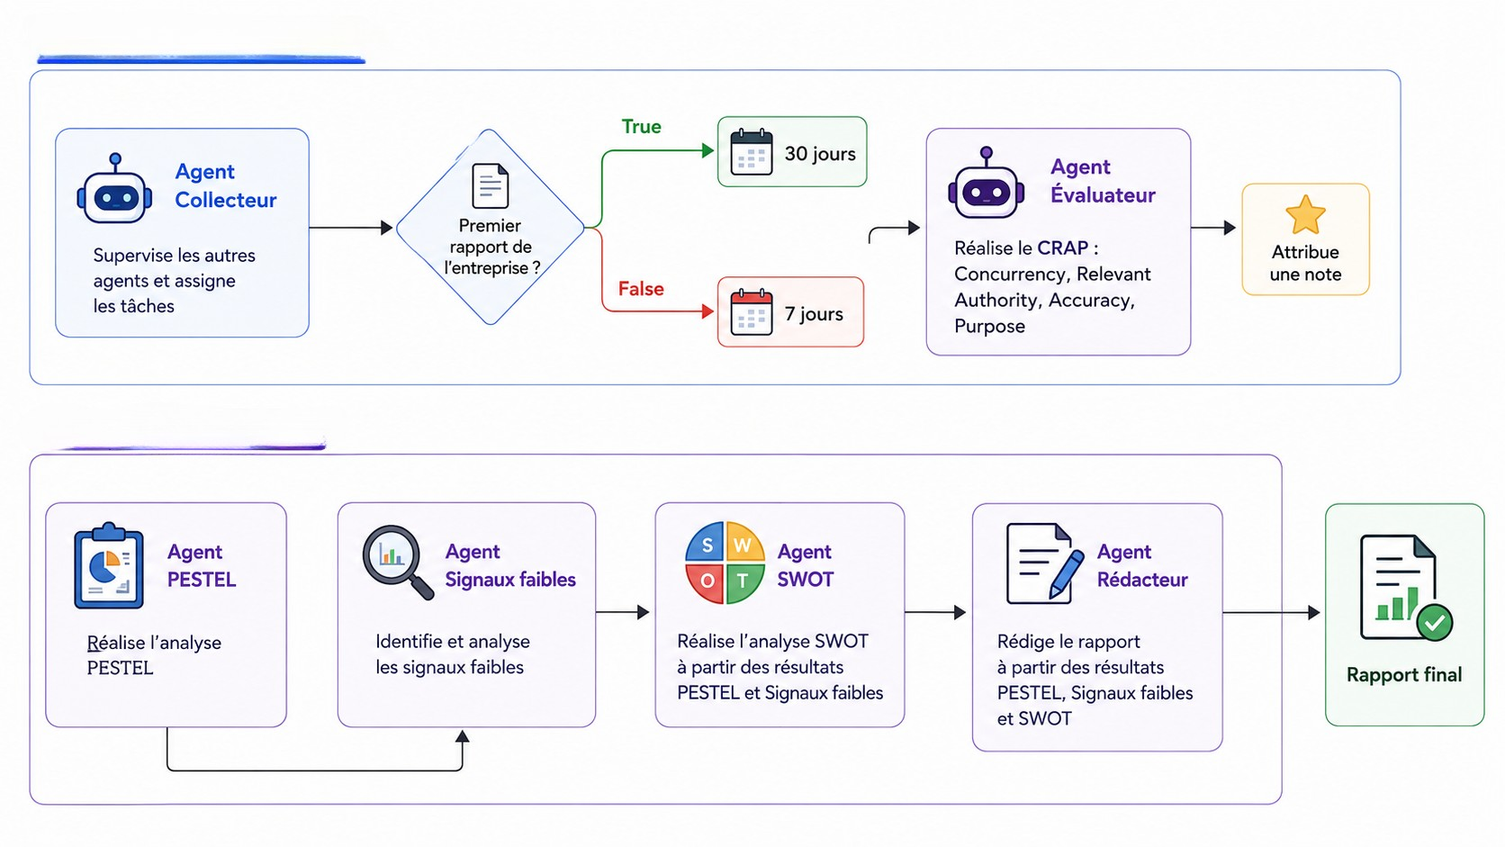 Agent
Collecteur
Supervise les autres
agents et assigne
les tâches
Premier
rapport de
l'entreprise ?
True
30 jours
False
7 jours
Agent
Évaluateur
Réalise le CRAP :
Concurrency, Relevant
Authority, Accuracy,
Purpose
Attribue
une note
Agent
PESTEL
Réalise l'analyse
PESTEL
Agent
Signaux faibles
Identifie et analyse
les signaux faibles
S W
O T
Agent
SWOT
Réalise l'analyse SWOT
à partir des résultats
PESTEL et Signaux faibles
Agent
Rédacteur
Rédige le rapport
à partir des résultats
PESTEL, Signaux faibles
et SWOT
Rapport final